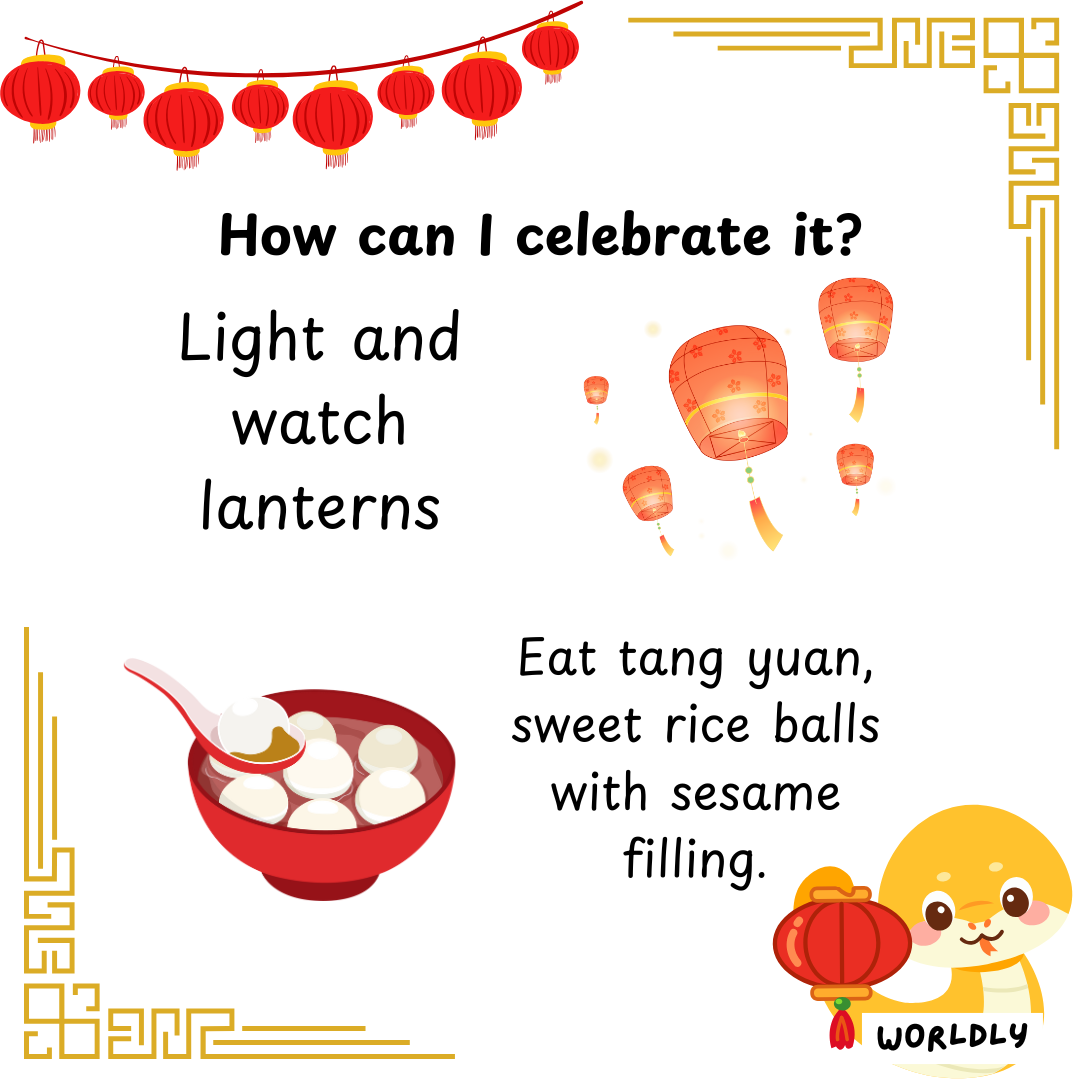 How can I celebrate it?
Light and
watch
lanterns
Eat tang yuan,
sweet rice balls
with sesame
filling.
WORLDLY